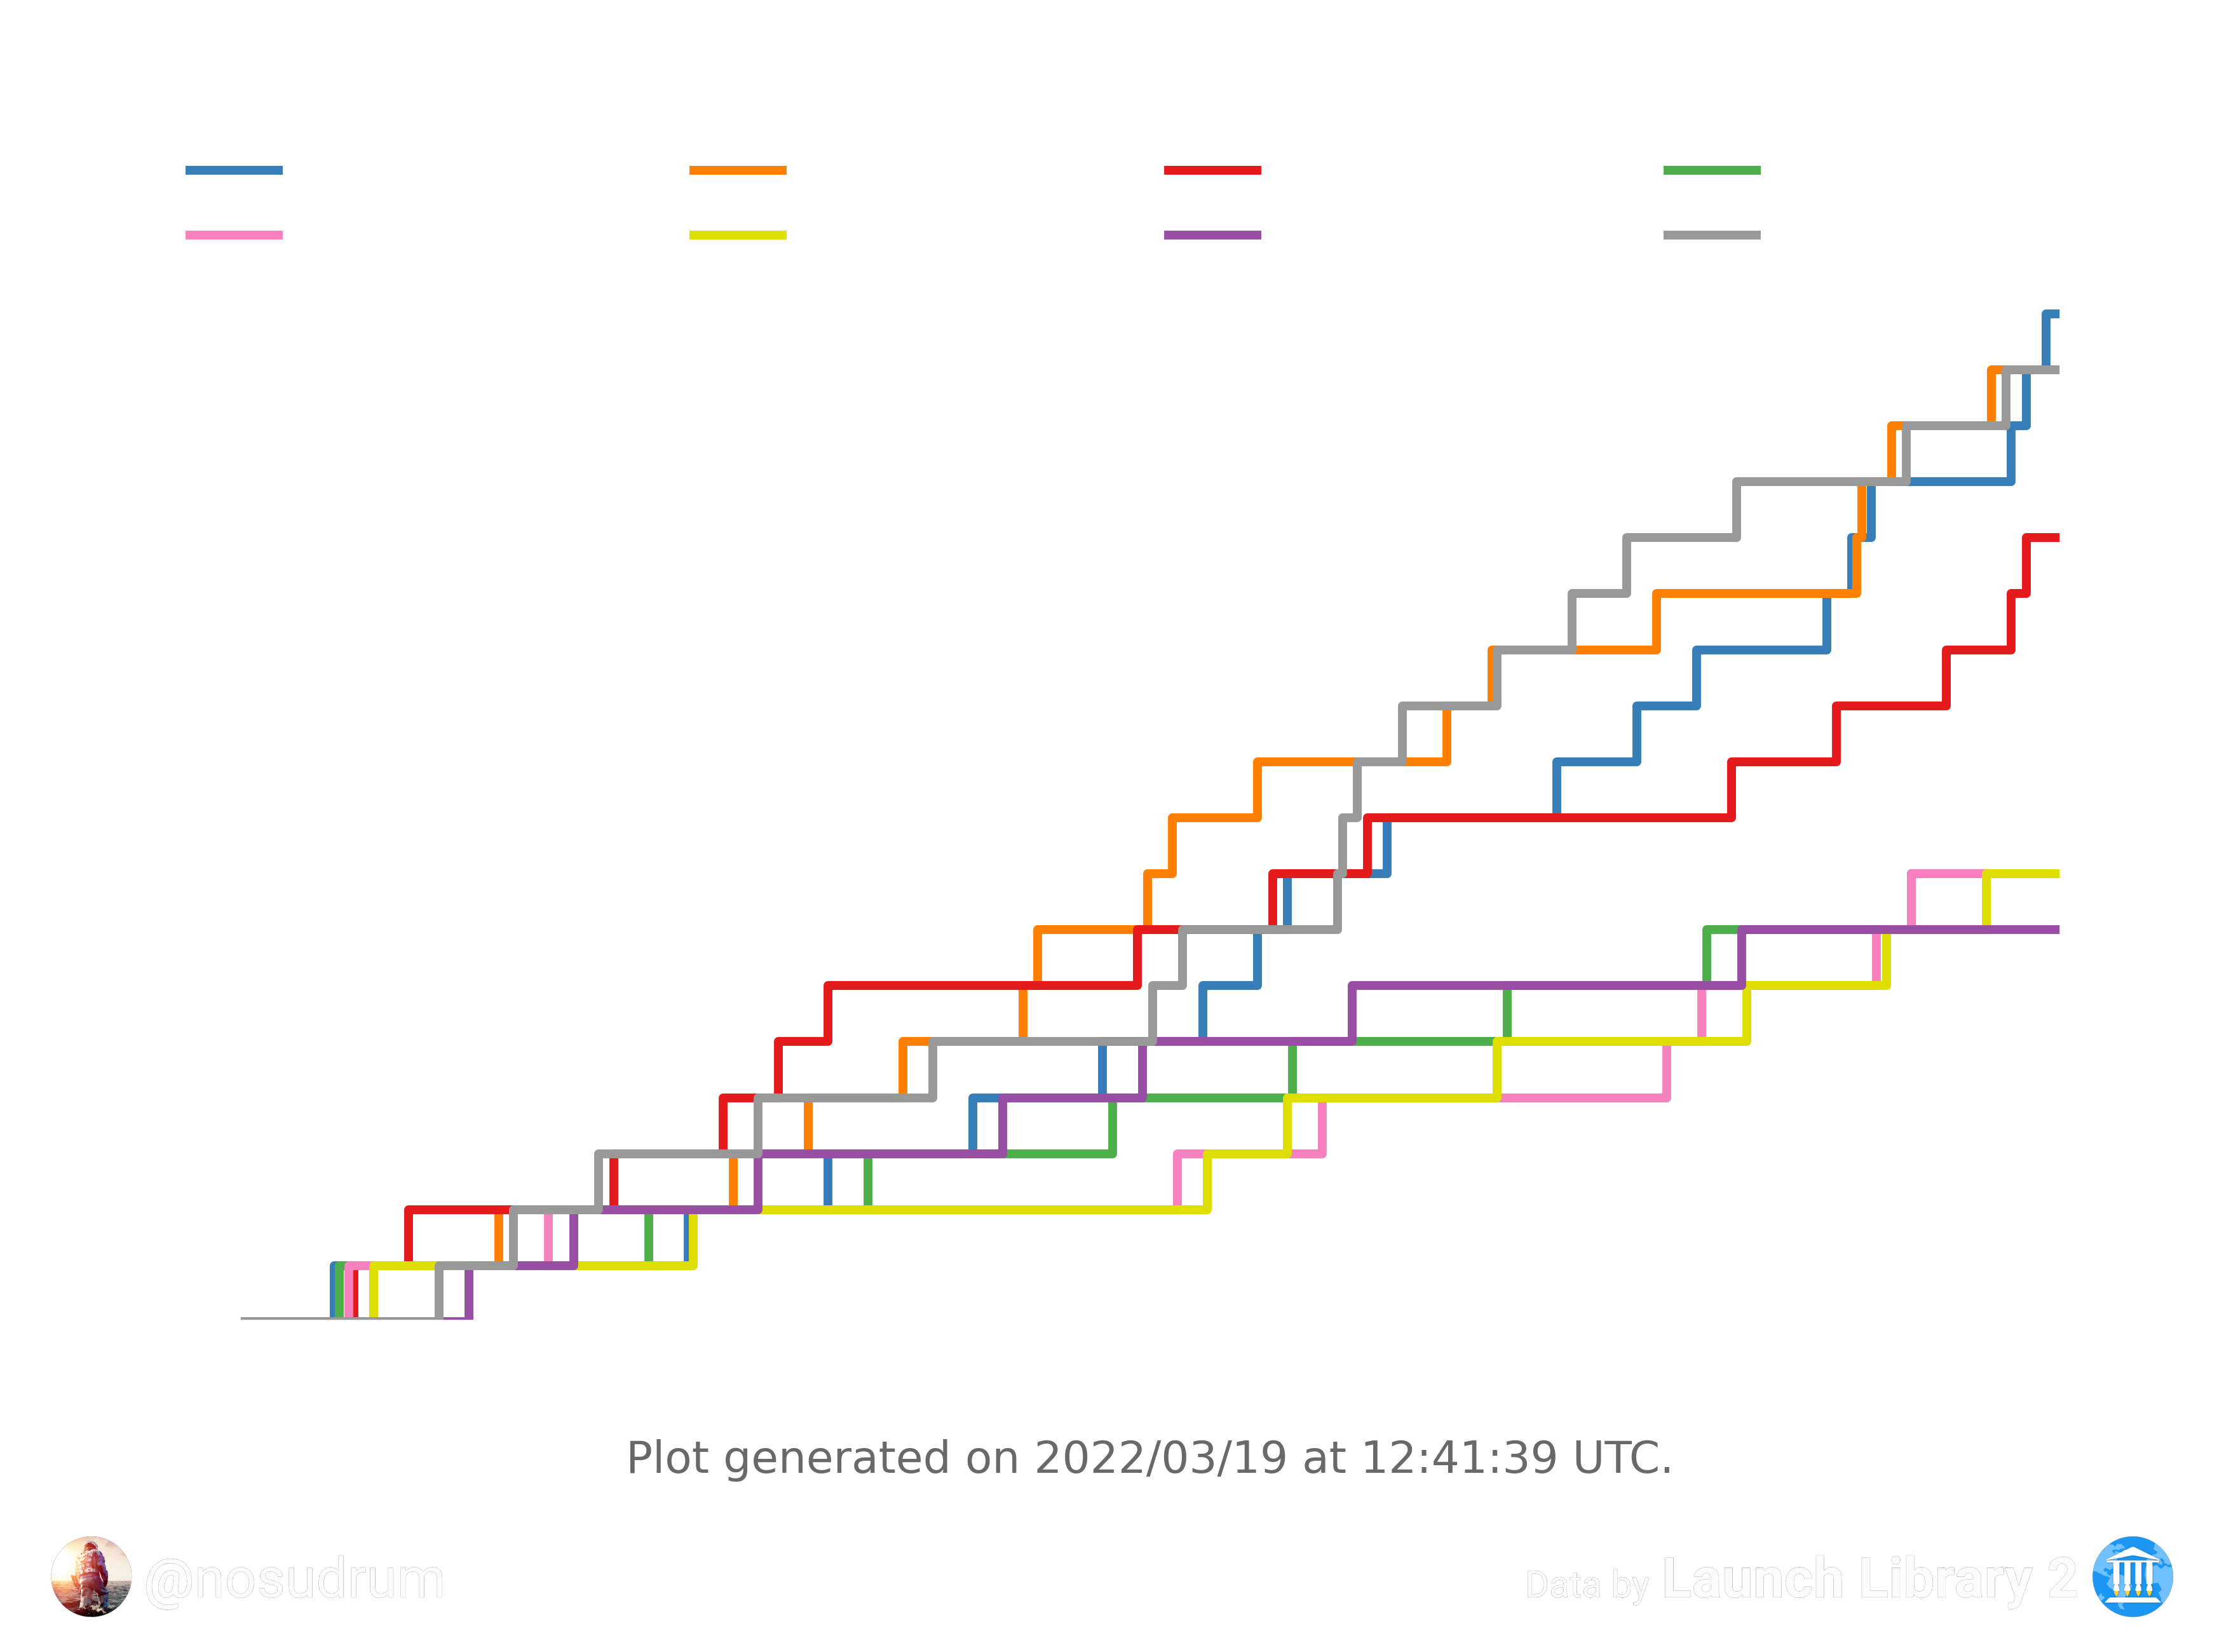 Plot generated on 2022/03/19 at 12:41:39 UTC.
@nosudrum
Data by Launch Library 2